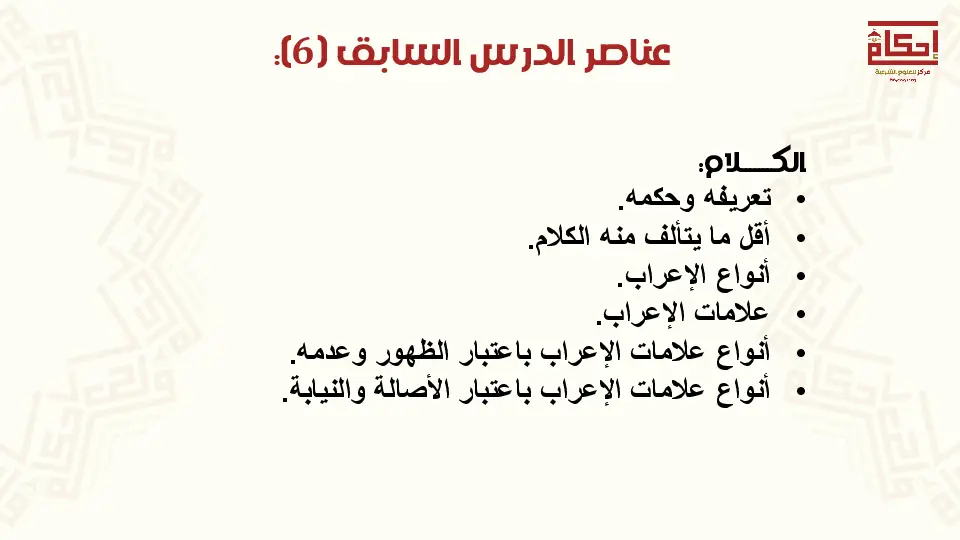 عناصر الدرس السابق (6):
إحكام
مركز للعلوم الشرعية
الكـــلام:
• تعريفه وحكمه.
• أقل ما يتألف منه الكلام.
• أنواع الإعراب.
• علامات الإعراب.
• أنواع علامات الإعراب باعتبار الظهور وعدمه.
• أنواع علامات الإعراب باعتبار الأصالة والنيابة.